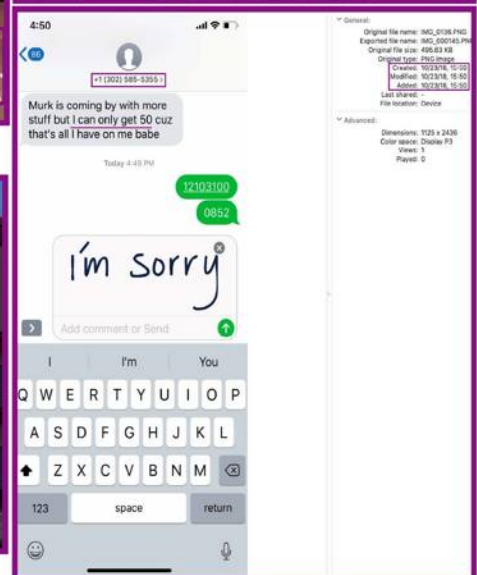 4:50
86
+1 (302) 585-5355 >
Murk is coming by with more
stuff but I can only get 50 cuz
that's all I have on me babe
Today 4:49 PM
12103100
0852
I'm sorry
Add comment or Send
I I'm You
Q W E R T Y U I O P
A S D F G H J K L
Z X C V B N M
123 space return
General:
Original file name: IMG_0136.PNG
Exported file name: IMG_000145.PN
Original file size: 496.83 KB
Original type: PNG image
Created: 10/23/18, 15:50
Modified: 10/23/18, 15:50
Added: 10/23/18, 15:50
Last shared: -
File location: Device
Advanced:
Dimensions: 1125 x 2436
Color space: Display P3
Views: 1
Played: 0